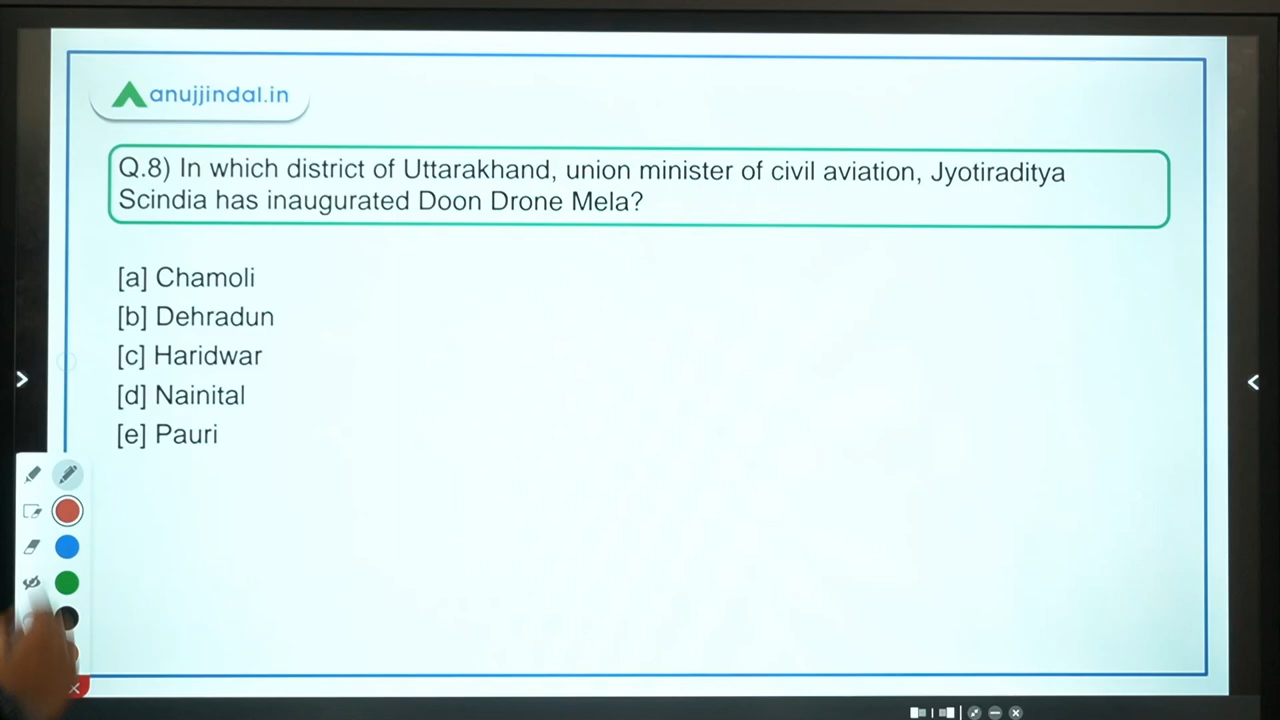 anujjindal.in
Q.8) In which district of Uttarakhand, union minister of civil aviation, Jyotiraditya
Scindia has inaugurated Doon Drone Mela?
[a] Chamoli
[b] Dehradun
[c] Haridwar
[d] Nainital
[e] Pauri